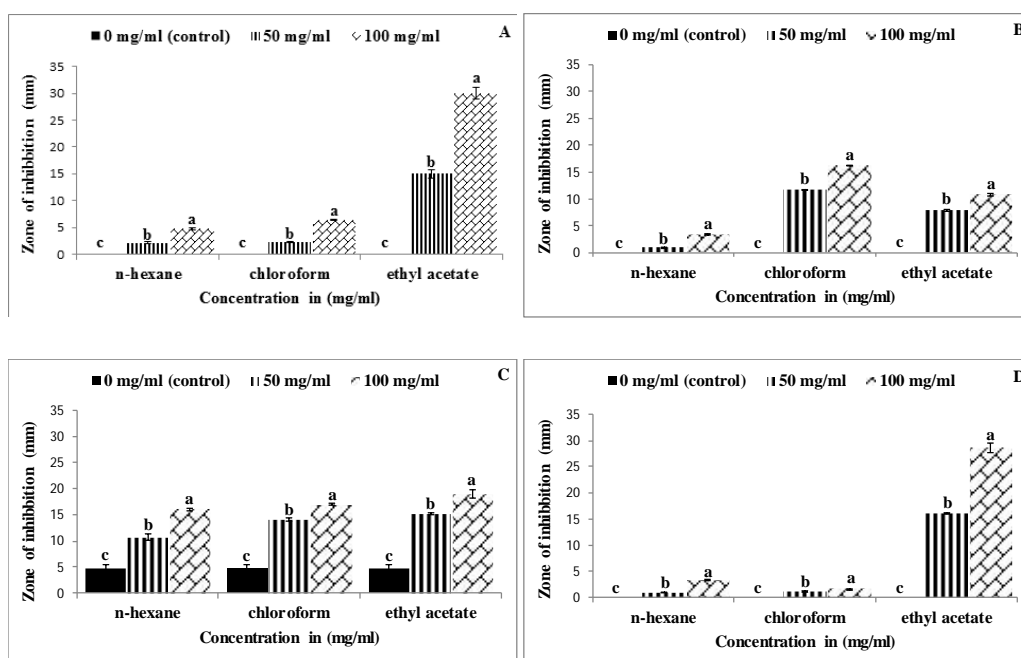 0 mg/ml (control) 50 mg/ml 100 mg/ml A
Zone of inhibbition (mm)
35
30
25
20
15
10
5
0
c b a c b a c b a
n-hexane chloroform ethyl acetate
Concentration in (mg/ml)
0 mg/ml (control) 50 mg/ml 100 mg/ml B
Zone of inhibbition (mm)
35
30
25
20
15
10
5
0
c b a c b a c b a
n-hexane chloroform ethyl acetate
Concentration in (mg/ml)
0 mg/ml (control) 50 mg/ml 100 mg/ml C
Zone of inhibbition (mm)
35
30
25
20
15
10
5
0
c b a c b a c b a
n-hexane chloroform ethyl acetate
Concentration in (mg/ml)
0 mg/ml (control) 50 mg/ml 100 mg/ml D
Zone of inhibbition (mm)
35
30
25
20
15
10
5
0
c b a c b a c b a
n-hexane chloroform ethyl acetate
Concentration in (mg/ml)